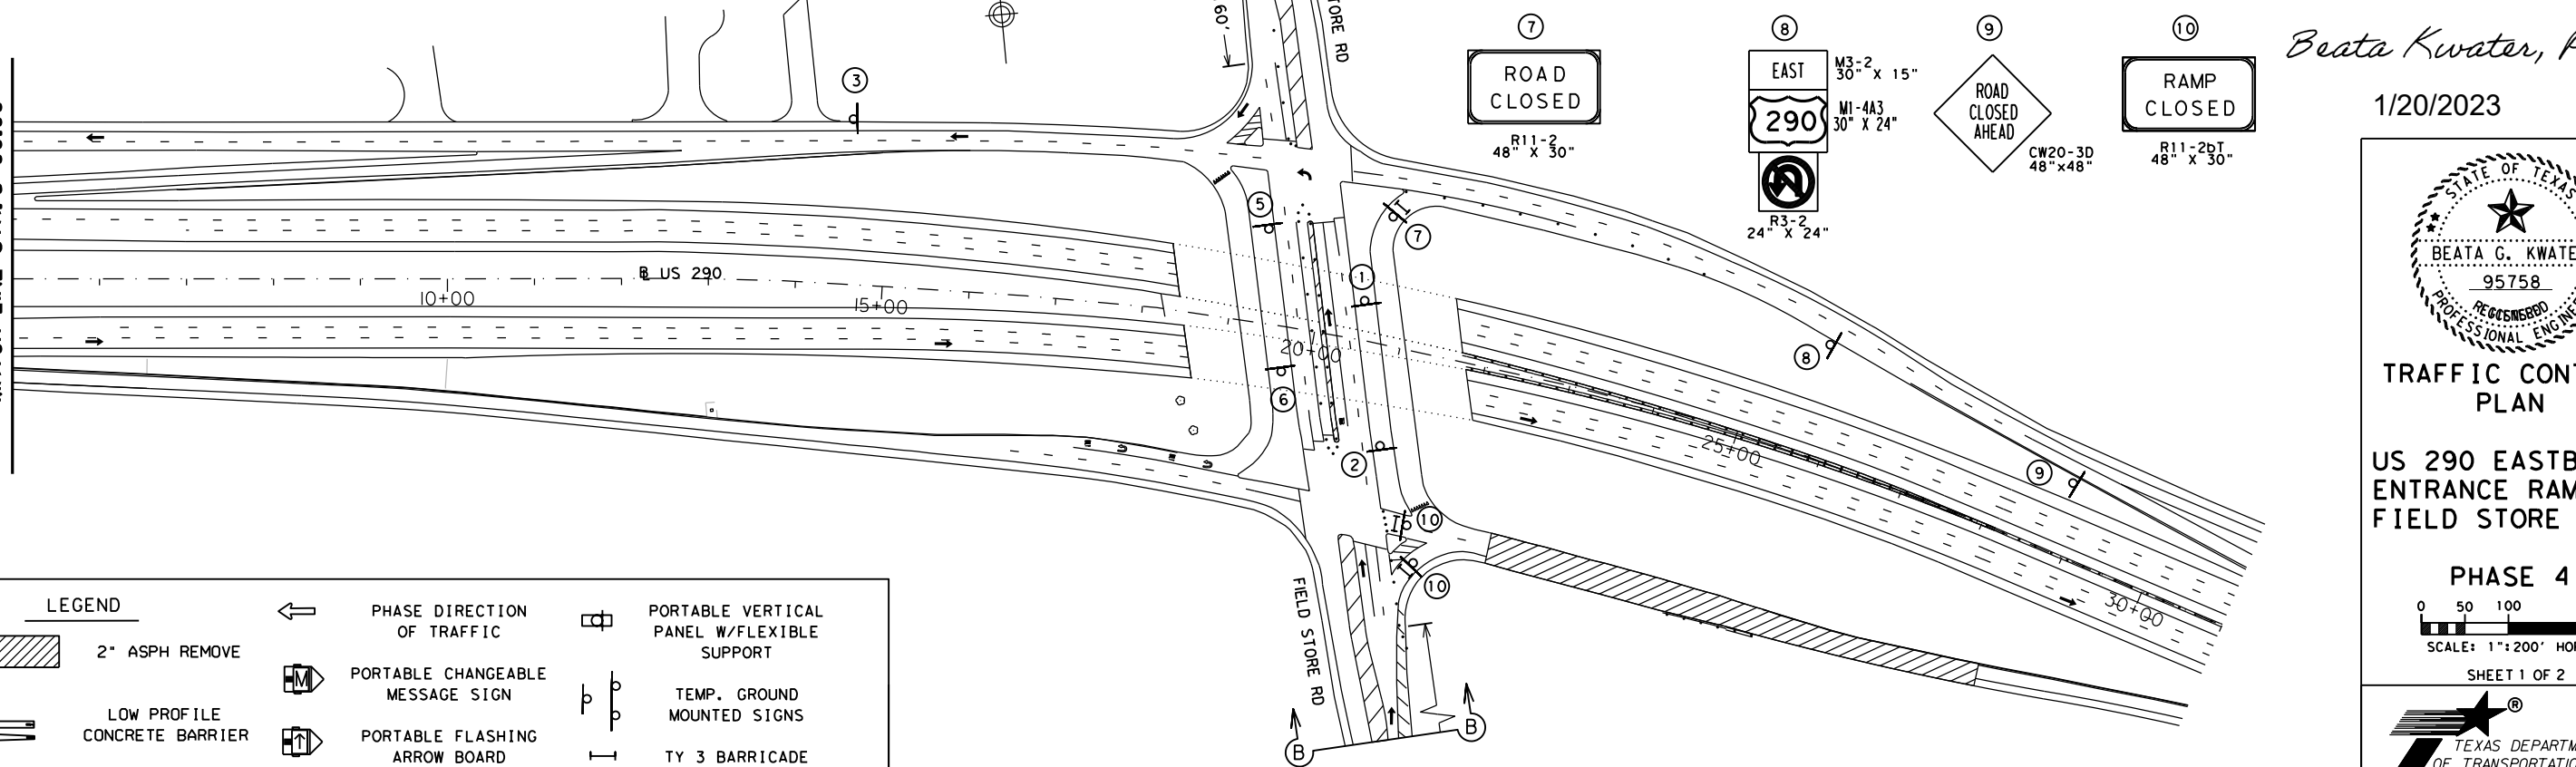 60'
STORE RD
7
ROAD
CLOSED
R11-2
48" X 30"
8
EAST
290
M3-2
30" X 15"
M1-4A3
30" X 24"
R3-2
24" X 24"
9
ROAD
CLOSED
AHEAD
CW20-3D
48"x48"
10
RAMP
CLOSED
R11-2bT
48" X 30"
Beata Kwater,
1/20/2023
STATE OF TEXAS
BEATA G. KWATE
95758
PROFESSIONAL ENGINE
TRAFFIC CONT
PLAN
US 290 EASTB
ENTRANCE RAM
FIELD STORE
PHASE 4
0 50 100
SCALE: 1":200' HO
SHEET 1 OF 2
®
TEXAS DEPARTM
OF TRANSPORTATIO
3
5
7
1
8
6
2
9
10
10
B US 290
10+00
15+00
20+00
25+00
30+00
FIELD STORE RD
B
B
LEGEND
2" ASPH REMOVE
LOW PROFILE
CONCRETE BARRIER
PHASE DIRECTION
OF TRAFFIC
M
PORTABLE CHANGEABLE
MESSAGE SIGN
PORTABLE FLASHING
ARROW BOARD
PORTABLE VERTICAL
PANEL W/FLEXIBLE
SUPPORT
TEMP. GROUND
MOUNTED SIGNS
TY 3 BARRICADE